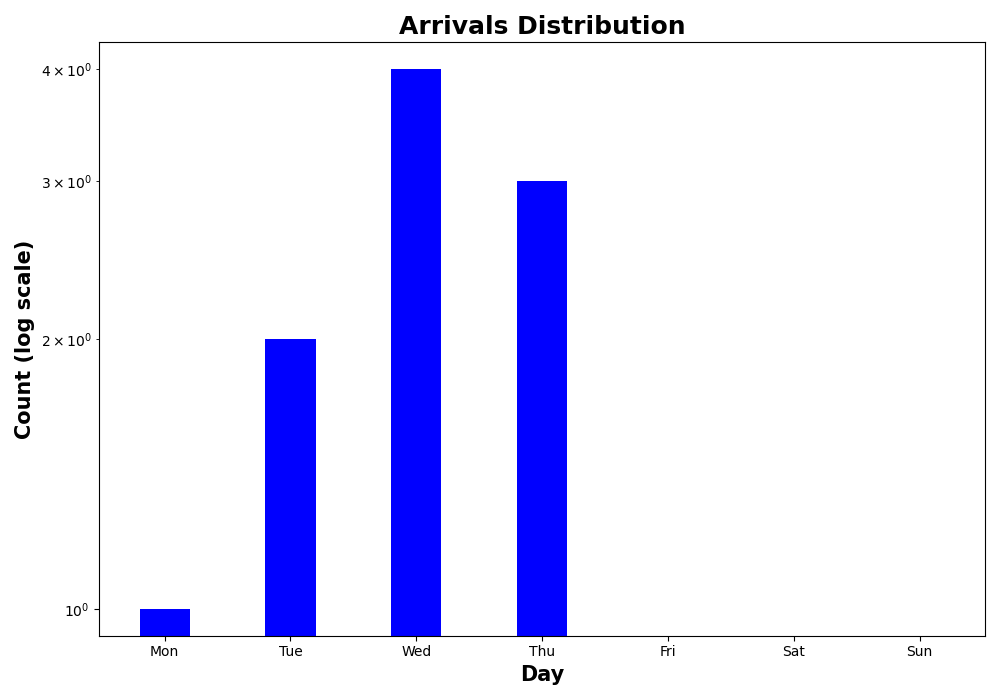 Arrivals Distribution
Count (log scale)
4 × 10⁰
3 × 10⁰
2 × 10⁰
10⁰
Mon Tue Wed Thu Fri Sat Sun
Day